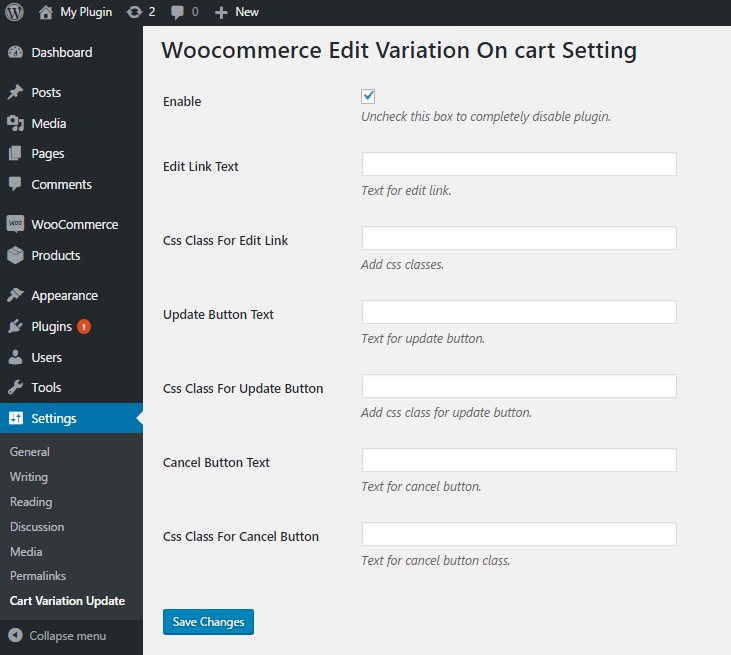 My Plugin 2 0 New
Dashboard
Posts
Media
Pages
Comments
Woo WooCommerce
Products
Appearance
Plugins 1
Users
Tools
Settings
General
Writing
Reading
Discussion
Media
Permalinks
Cart Variation Update
Collapse menu
Woocommerce Edit Variation On cart Setting
Enable
Uncheck this box to completely disable plugin.
Edit Link Text
Text for edit link.
Css Class For Edit Link
Add css classes.
Update Button Text
Text for update button.
Css Class For Update Button
Add css class for update button.
Cancel Button Text
Text for cancel button.
Css Class For Cancel Button
Text for cancel button class.
Save Changes